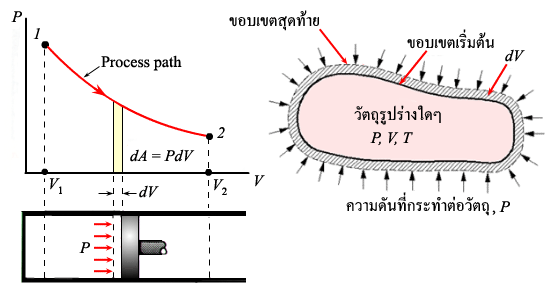 P
1
Process path
2
dA = PdV
V1
dV
V2
V
P
ขอบเขตสุดท้าย
ขอบเขตเริ่มต้น
dV
วัตถุรูปร่างใดๆ
P, V, T
ความดันที่กระทำต่อวัตถุ, P